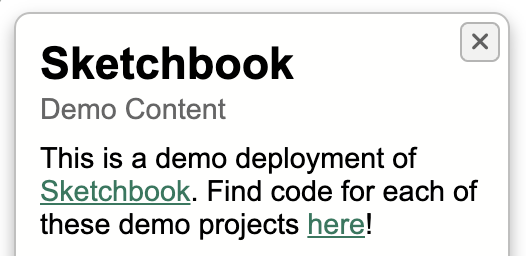 Sketchbook
Demo Content
This is a demo deployment of
Sketchbook. Find code for each of
these demo projects here!